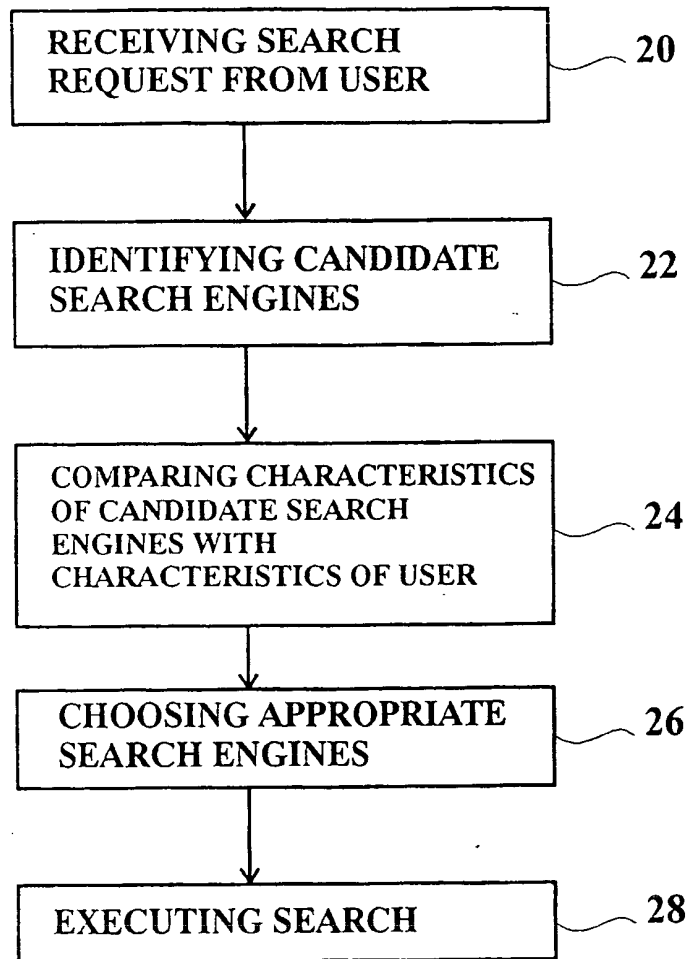 RECEIVING SEARCH
REQUEST FROM USER
20
IDENTIFYING CANDIDATE
SEARCH ENGINES
22
COMPARING CHARACTERISTICS
OF CANDIDATE SEARCH
ENGINES WITH
CHARACTERISTICS OF USER
24
CHOOSING APPROPRIATE
SEARCH ENGINES
26
EXECUTING SEARCH
28